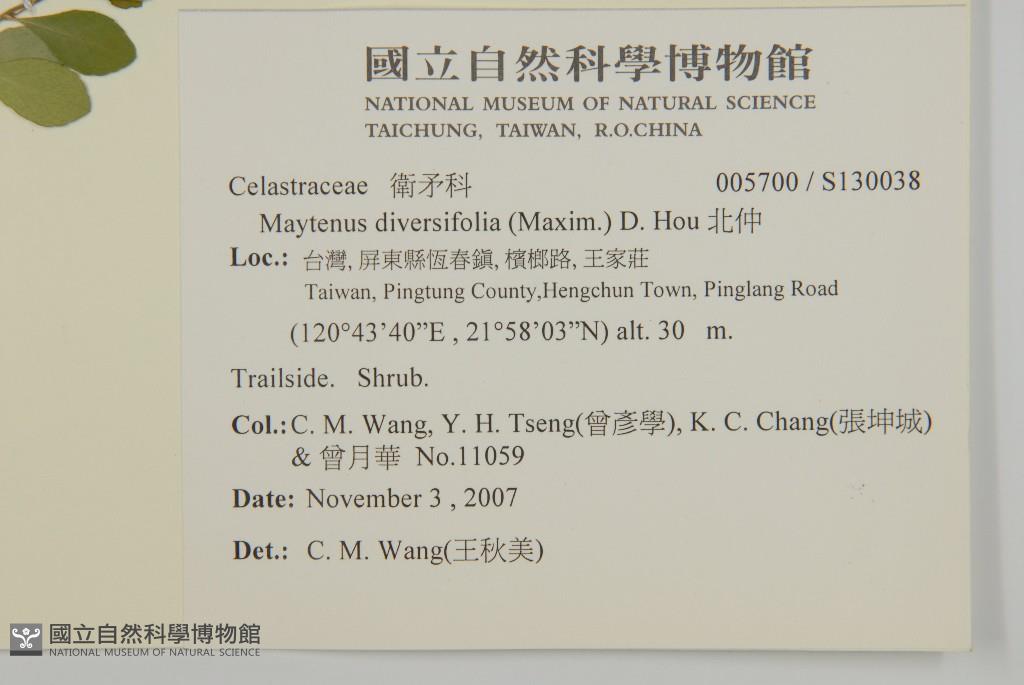 國立自然科學博物館
NATIONAL MUSEUM OF NATURAL SCIENCE
TAICHUNG, TAIWAN, R.O.CHINA
Celastraceae 衛矛科 005700 / S130038
Maytenus diversifolia (Maxim.) D. Hou 北仲
Loc.: 台灣, 屏東縣恆春鎮, 檳榔路, 王家莊
Taiwan, Pingtung County,Hengchun Town, Pinglang Road
(120°43’40”E , 21°58’03”N) alt. 30 m.
Trailside. Shrub.
Col.: C. M. Wang, Y. H. Tseng(曾彥學), K. C. Chang(張坤城)
& 曾月華 No.11059
Date: November 3 , 2007
Det.: C. M. Wang(王秋美)
國立自然科學博物館
NATIONAL MUSEUM OF NATURAL SCIENCE